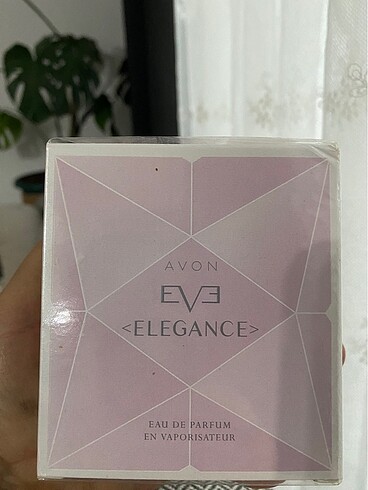 AVON
EVE
<ELEGANCE>
EAU DE PARFUM
EN VAPORISATEUR